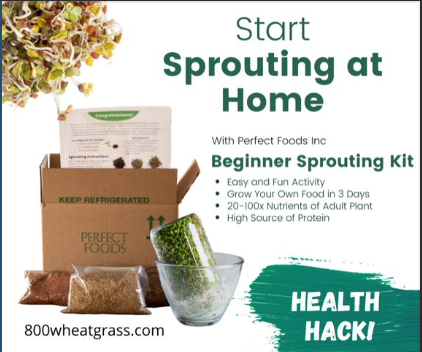 Start
Sprouting at
Home
With Perfect Foods Inc
Beginner Sprouting Kit
Easy and Fun Activity
Grow Your Own Food in 3 Days
20-100x Nutrients of Adult Plant
High Source of Protein
Congratulations!
Sprouting Instructions
KEEP REFRIGERATED
PERFECT
FOODS
HEALTH
HACK!
800wheatgrass.com